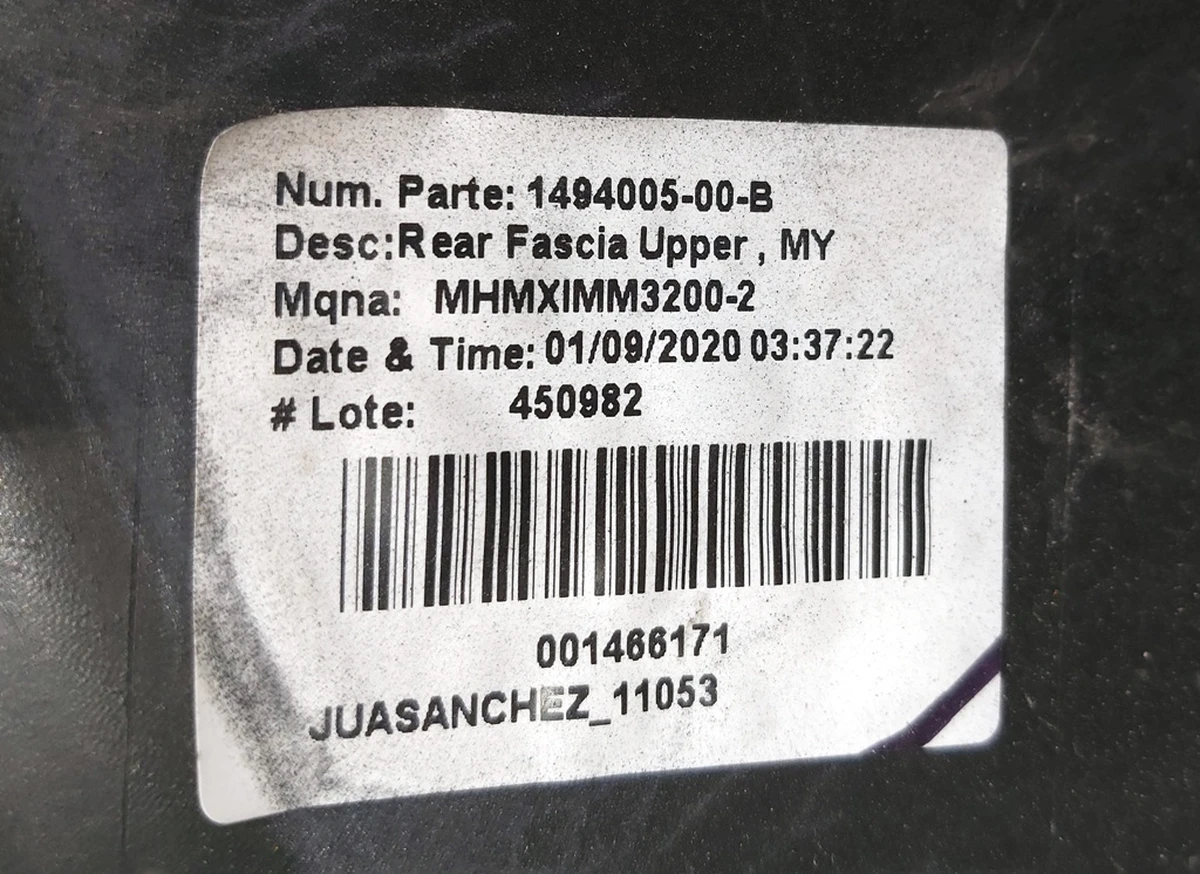 Num. Parte: 1494005-00-B
Desc:Rear Fascia Upper , MY
Mqna: MHMXIMM3200-2
Date & Time: 01/09/2020 03:37:22
# Lote: 450982
001466171
JUASANCHEZ_11053